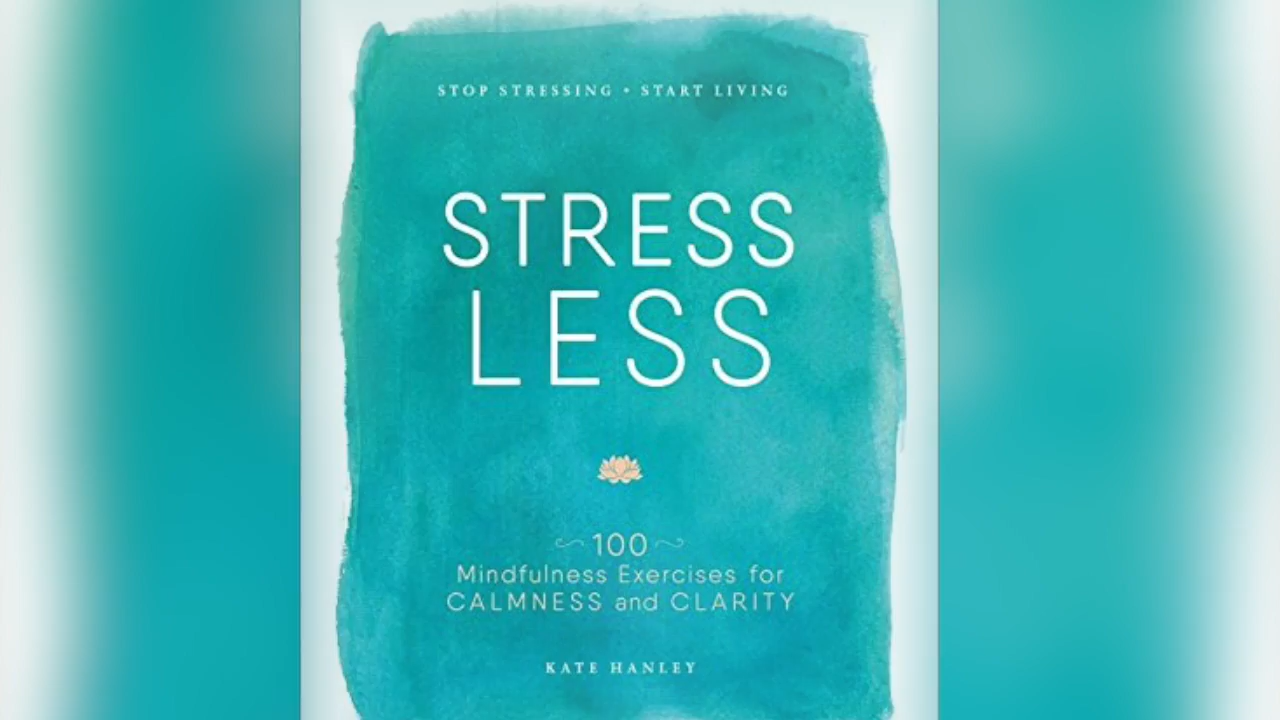 STOP STRESSING • START LIVING
STRESS
LESS
100
Mindfulness Exercises for
CALMNESS and CLARITY
KATE HANLEY